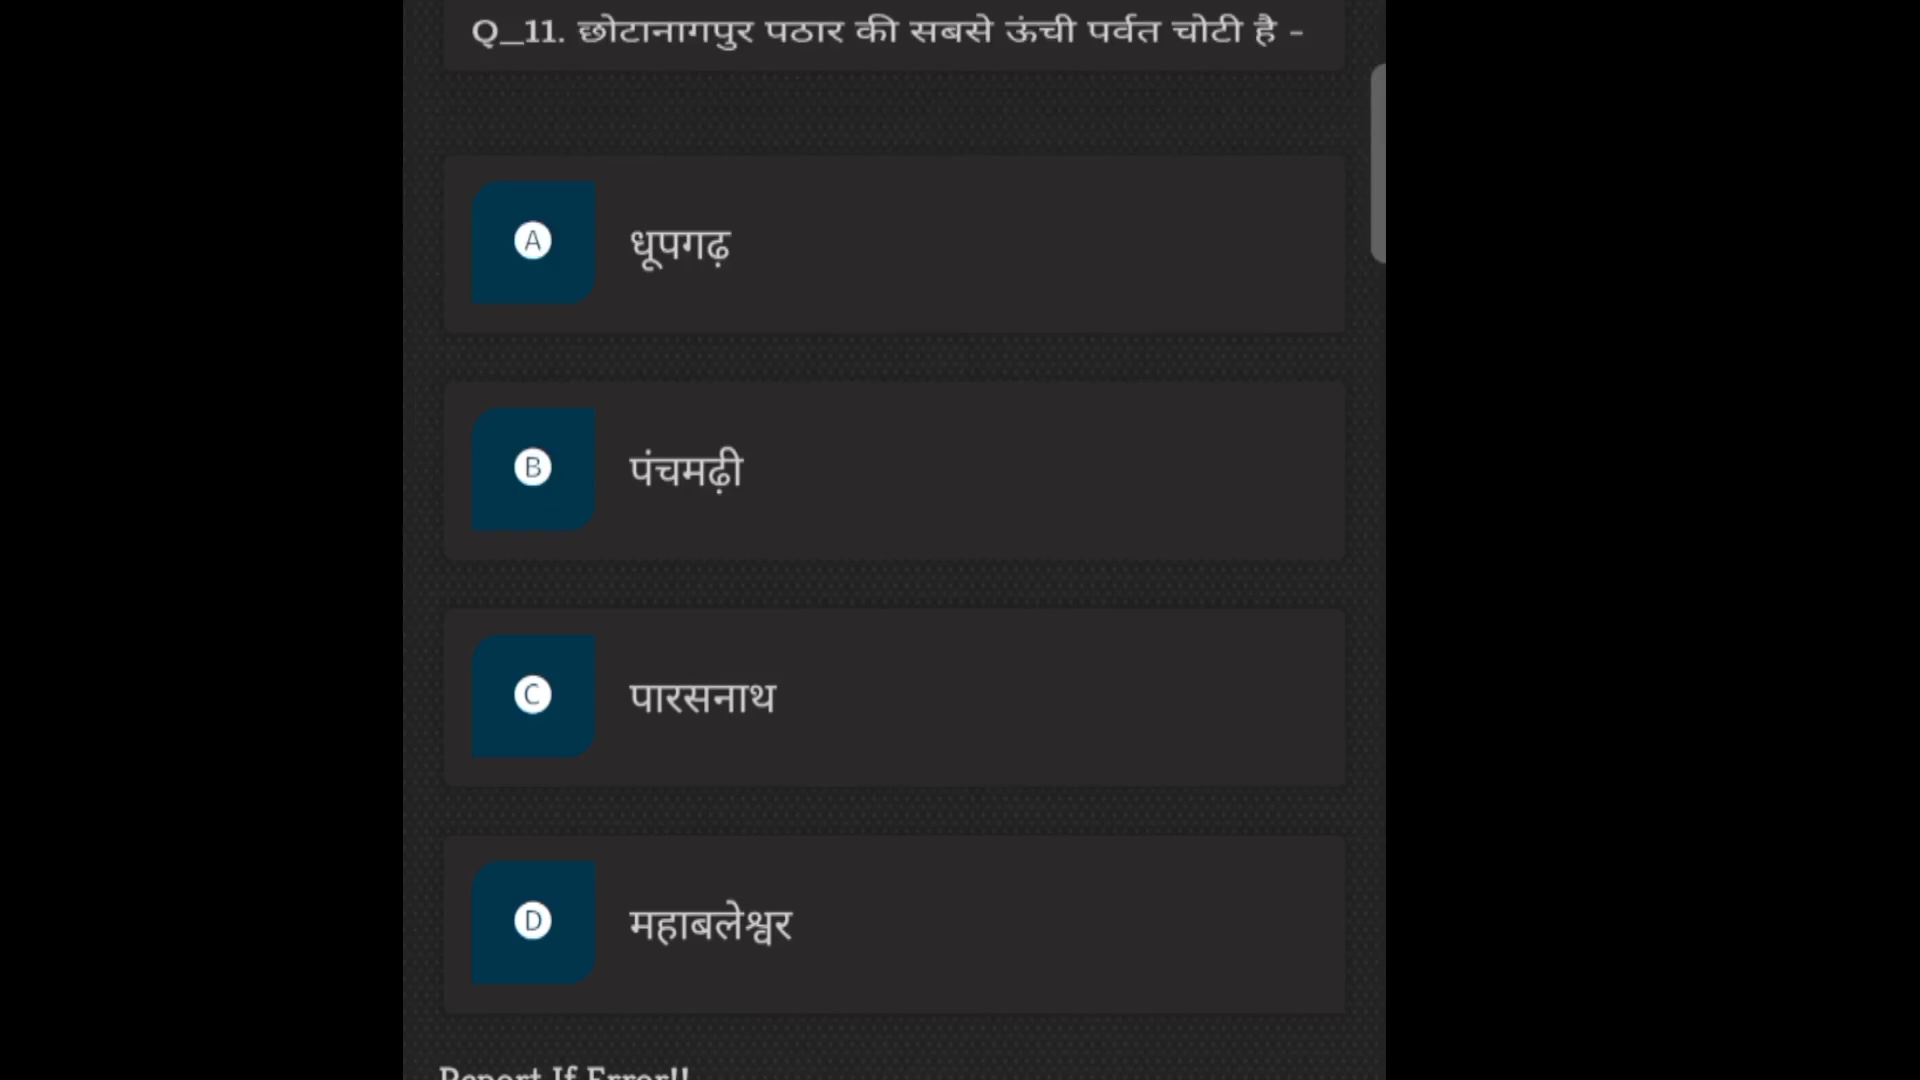 Q_11. छोटानागपुर पठार की सबसे ऊंची पर्वत चोटी है -
A धूपगढ़
B पंचमढ़ी
C पारसनाथ
D महाबलेश्वर
Report If Error!!